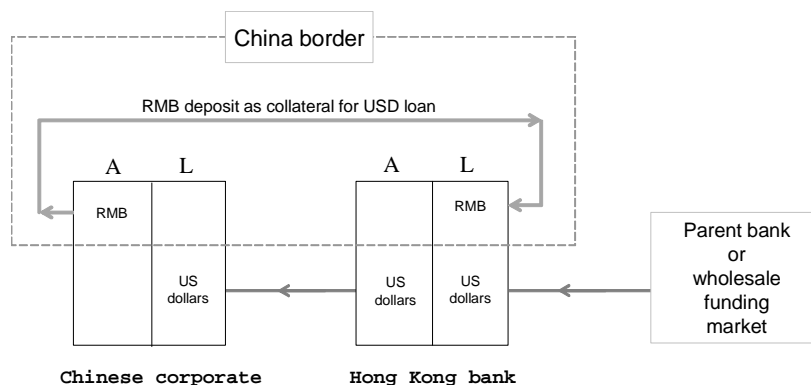 China border
RMB deposit as collateral for USD loan
A L
A L
RMB
RMB
US
dollars
US
dollars
US
dollars
Parent bank
or
wholesale
funding
market
Chinese corporate
Hong Kong bank